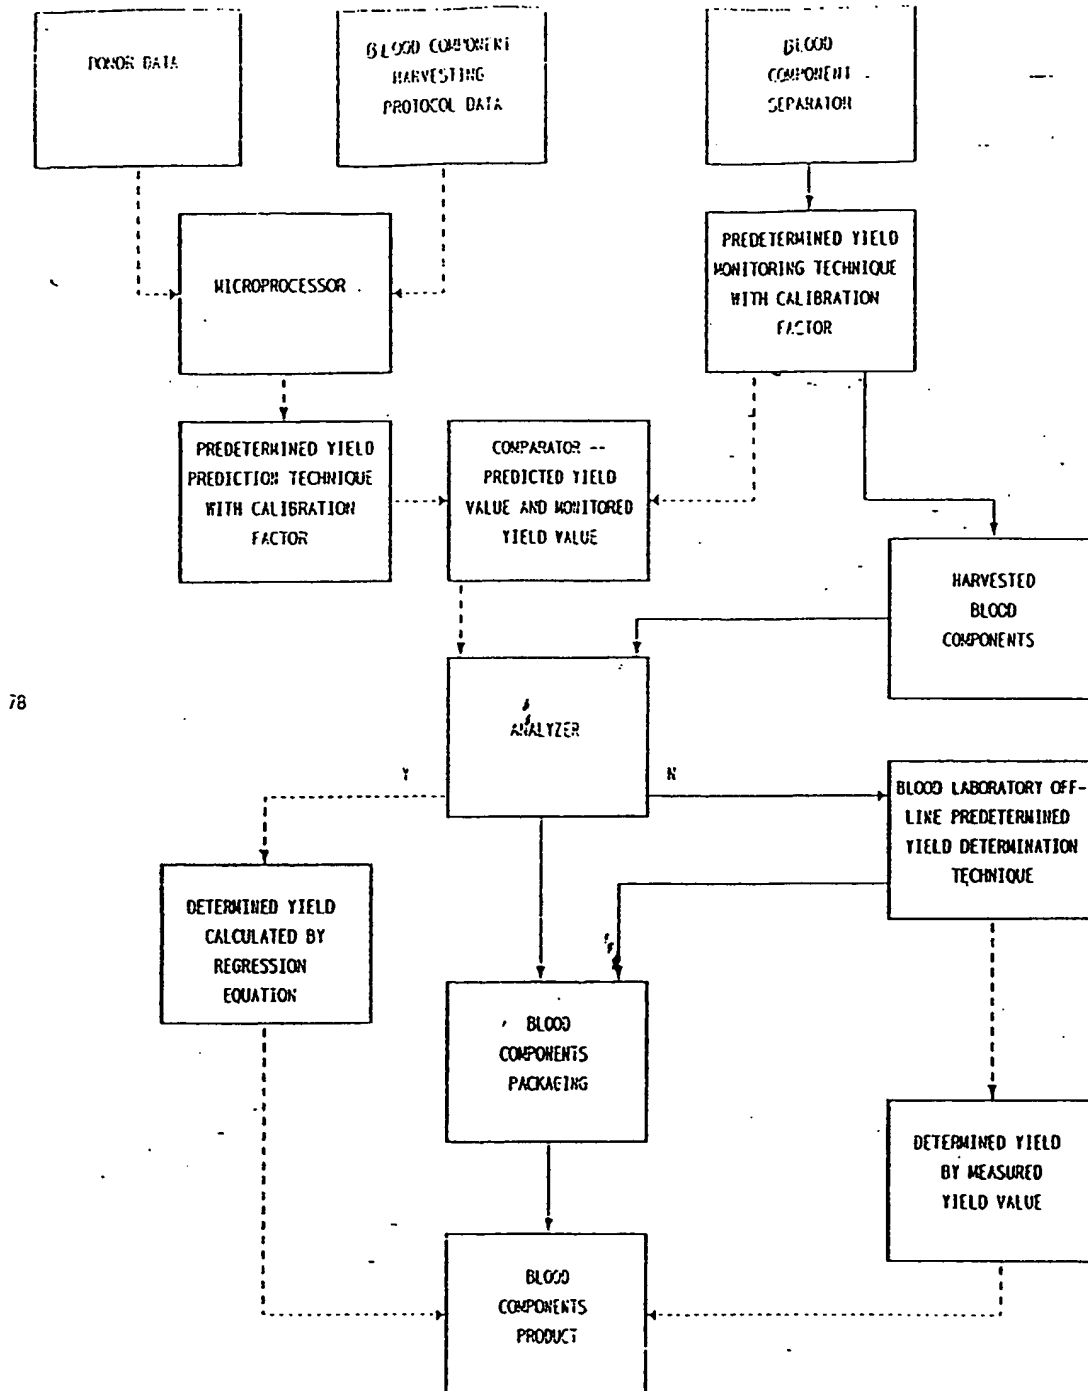 DONOR DATA
BLOOD COMPONENT
HARVESTING
PROTOCOL DATA
BLOOD
COMPONENT
SEPARATOR
MICROPROCESSOR
PREDETERMINED YIELD
MONITORING TECHNIQUE
WITH CALIBRATION
FACTOR
PREDETERMINED YIELD
PREDICTION TECHNIQUE
WITH CALIBRATION
FACTOR
COMPARATOR --
PREDICTED YIELD
VALUE AND MONITORED
YIELD VALUE
HARVESTED
BLOOD
COMPONENTS
78
ANALYZER
Y
N
BLOOD LABORATORY OFF-
LINE PREDETERMINED
YIELD DETERMINATION
TECHNIQUE
DETERMINED YIELD
CALCULATED BY
REGRESSION
EQUATION
BLOOD
COMPONENTS
PACKAGING
DETERMINED YIELD
BY MEASURED
YIELD VALUE
BLOOD
COMPONENTS
PRODUCT